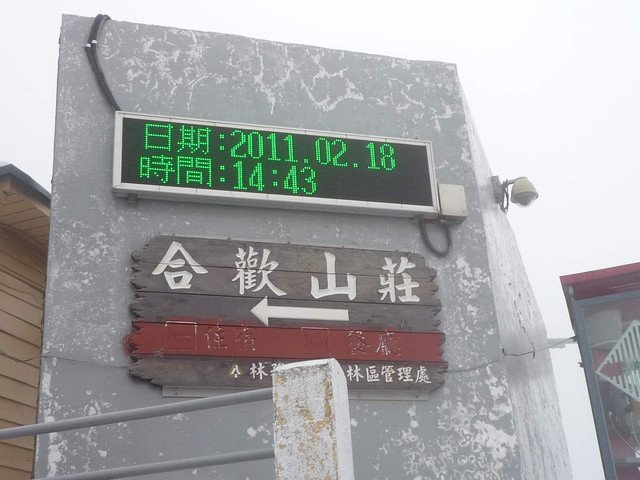 日期:2011.02.18
時間:14:43
合歡山莊
住宿 餐廳
林 林區管理處